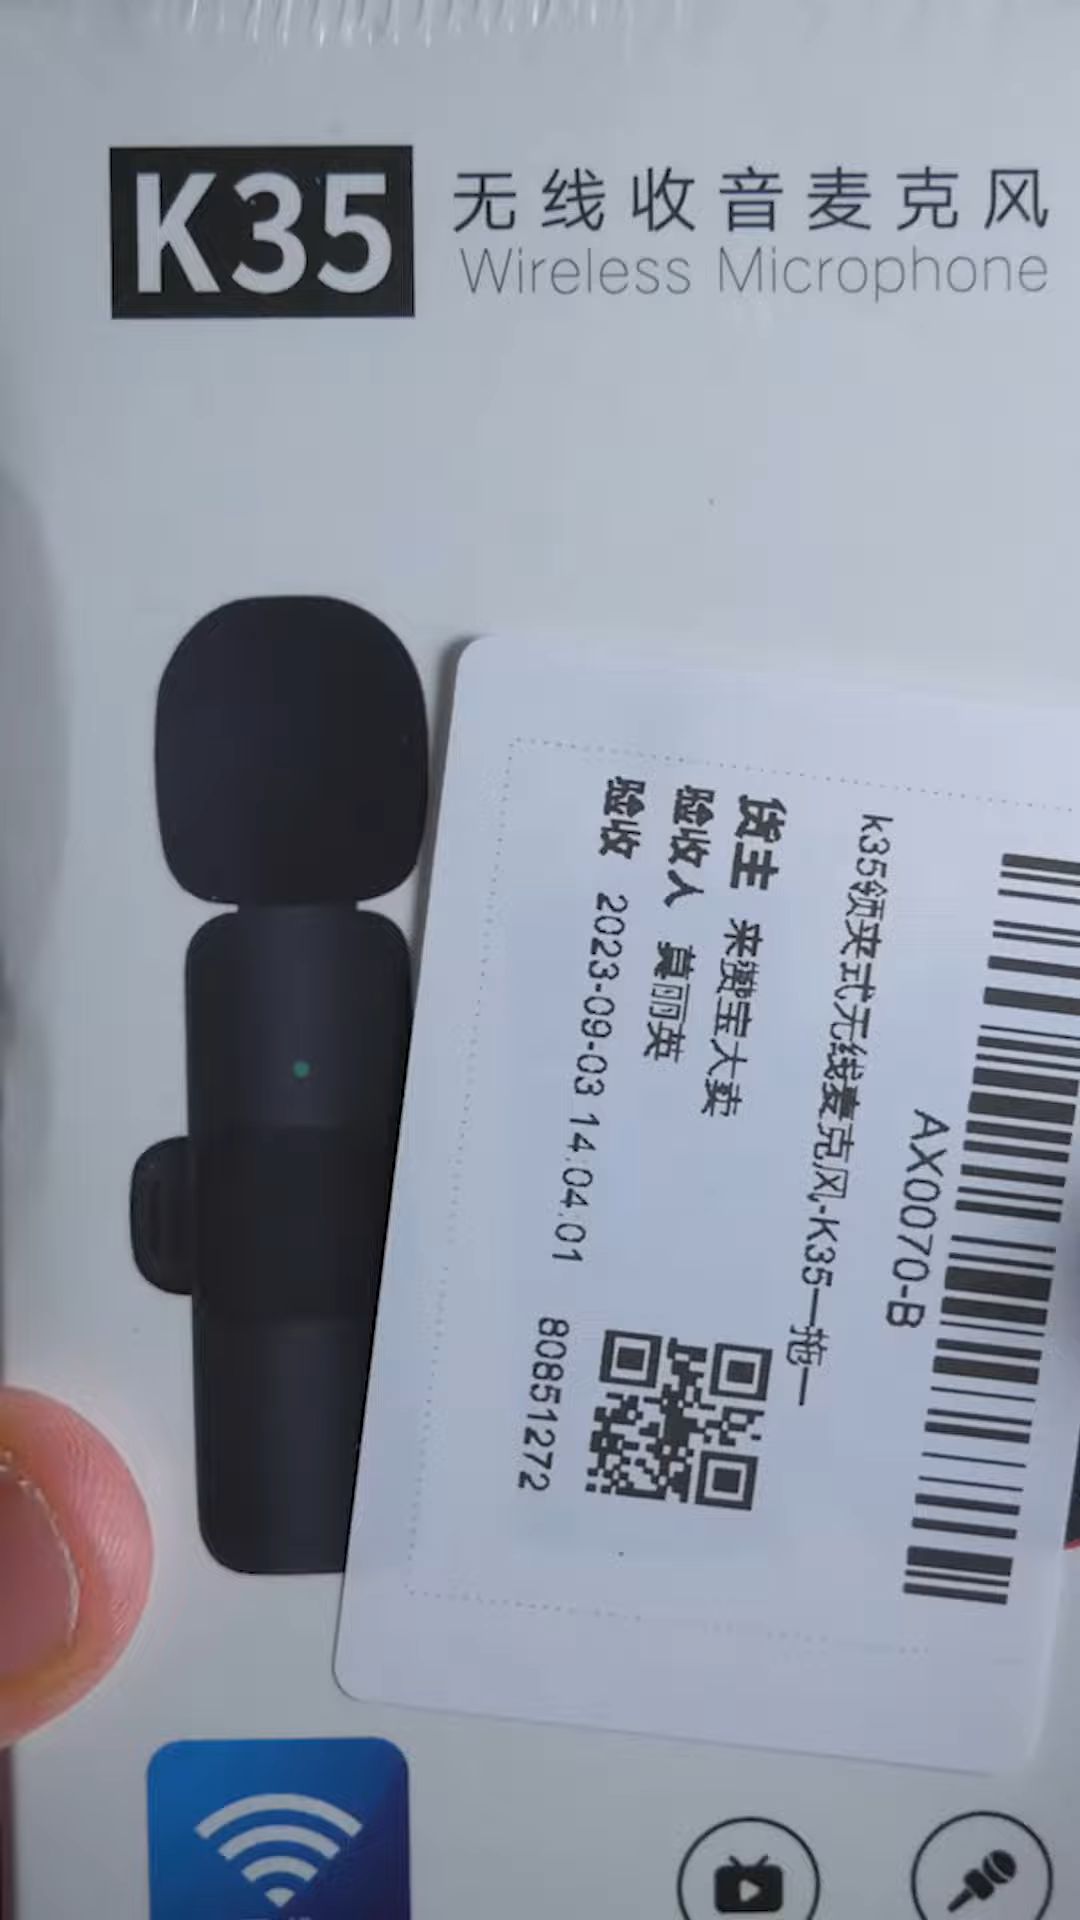 K35
无线收音麦克风
Wireless Microphone
AX0070-B
k35领夹式无线麦克风-K35一拖一
货主 来赞宝大卖
验收人 莫丽英
验收 2023-09-03 14:04:01 80851272